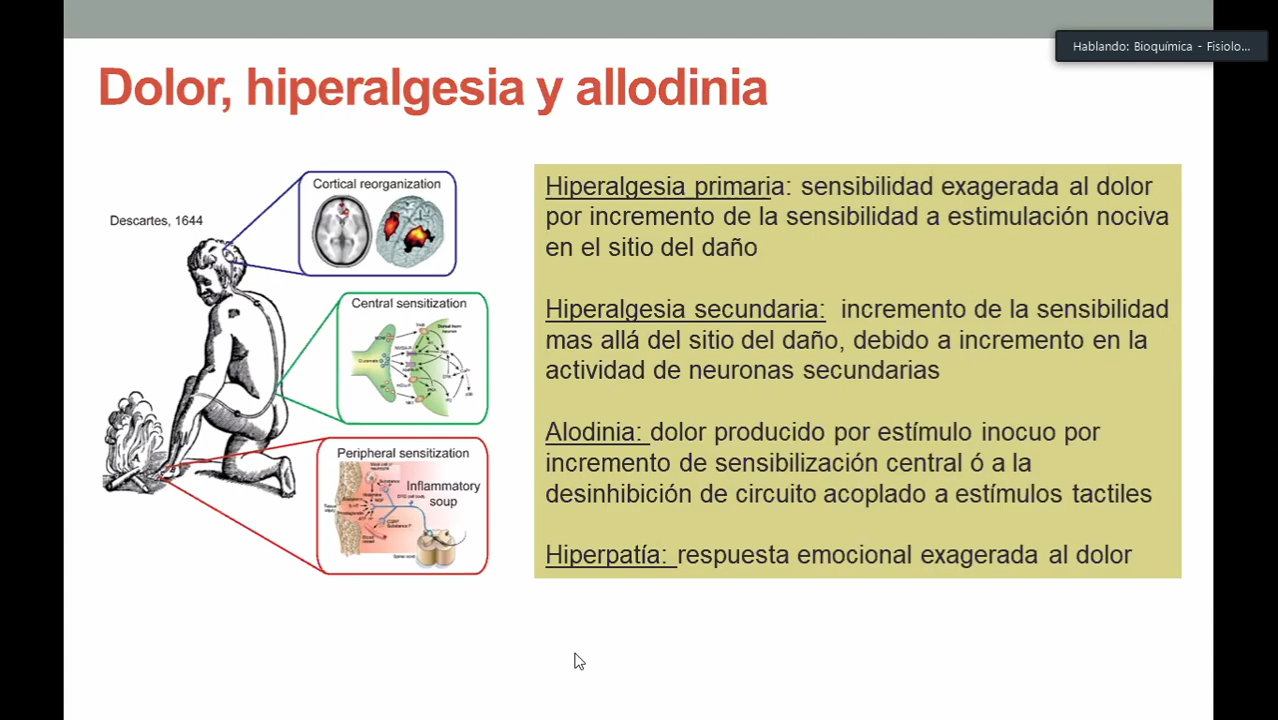 Hablando: Bioquímica - Fisiolo...
Dolor, hiperalgesia y allodinia
Descartes, 1644
Cortical reorganization
Central sensitization
Peripheral sensitization
Inflammatory
soup
Hiperalgesia primaria: sensibilidad exagerada al dolor
por incremento de la sensibilidad a estimulación nociva
en el sitio del daño
Hiperalgesia secundaria: incremento de la sensibilidad
mas allá del sitio del daño, debido a incremento en la
actividad de neuronas secundarias
Alodinia: dolor producido por estímulo inocuo por
incremento de sensibilización central ó a la
desinhibición de circuito acoplado a estímulos tactiles
Hiperpatía: respuesta emocional exagerada al dolor